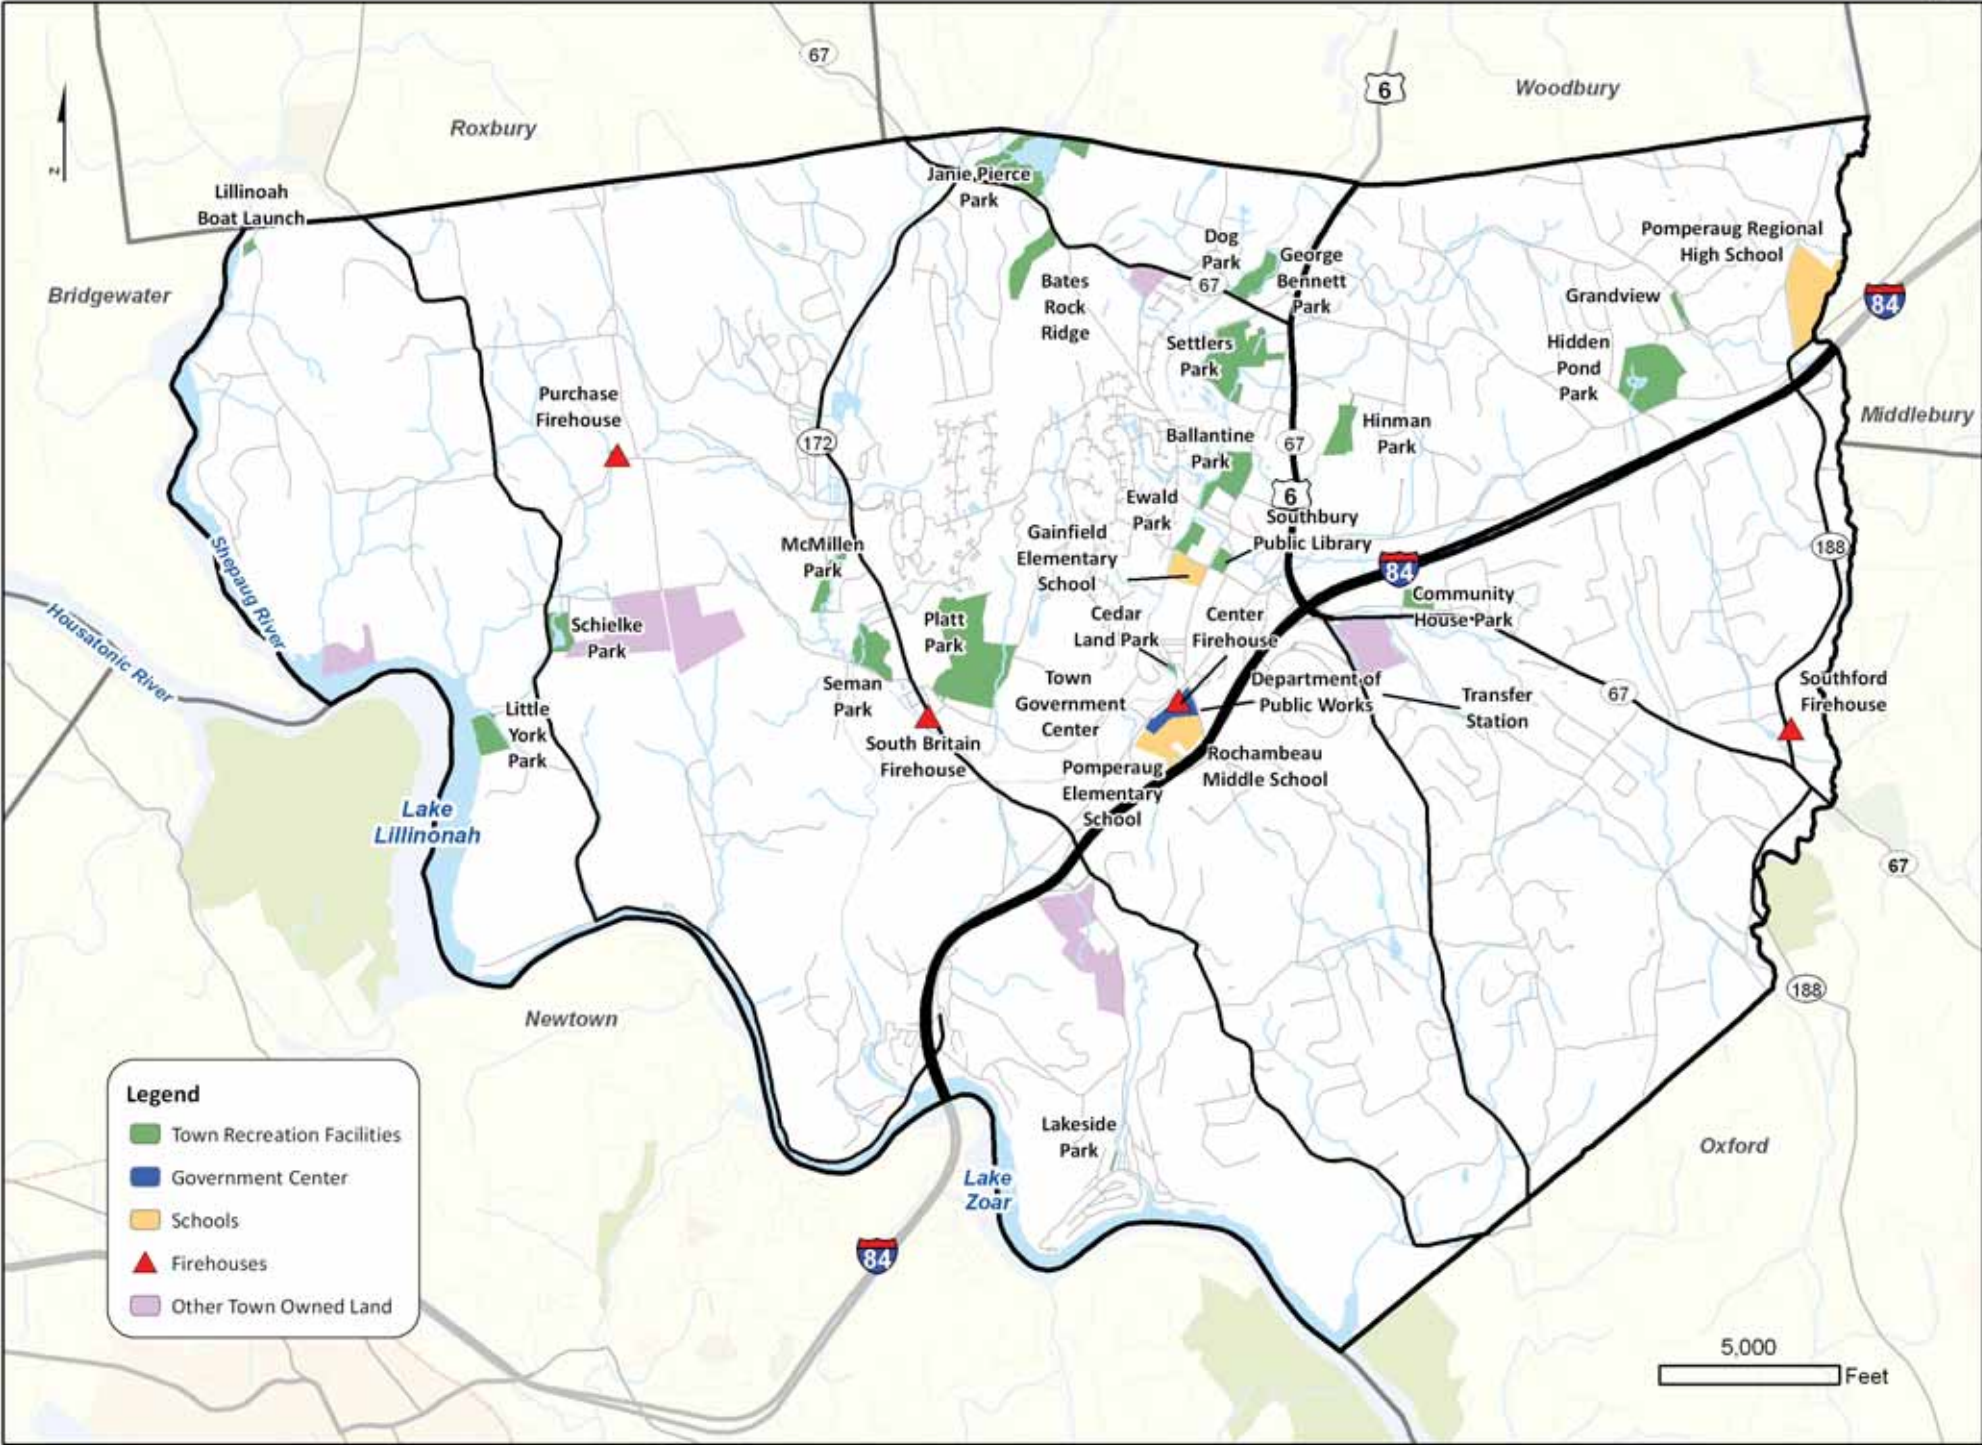 67
6
Woodbury
Roxbury
z
Janie Pierce
Park
Lillinoah
Boat Launch
Pomperaug Regional
High School
Dog
Park
George
Bennett
Park
67
Bates
Rock
Ridge
Bridgewater
Grandview
84
Hidden
Pond
Park
Settlers
Park
Purchase
Firehouse
Middlebury
Hinman
Park
172
Ballantine
Park
67
6
Ewald
Park
Southbury
Public Library
Gainfield
Elementary
School
McMillen
Park
188
84
Shepaug River
Housatonic River
Community
House Park
Cedar
Land Park
Center
Firehouse
Schielke
Park
Platt
Park
Seman
Park
Town
Government
Center
Department of
Public Works
Transfer
Station
67
Southford
Firehouse
Little
York
Park
South Britain
Firehouse
Rochambeau
Middle School
Pomperaug
Elementary
School
Lake
Lillinonah
67
188
Newtown
Lakeside
Park
Lake
Zoar
Oxford
84
Legend
Town Recreation Facilities
Government Center
Schools
Firehouses
Other Town Owned Land
5,000
Feet